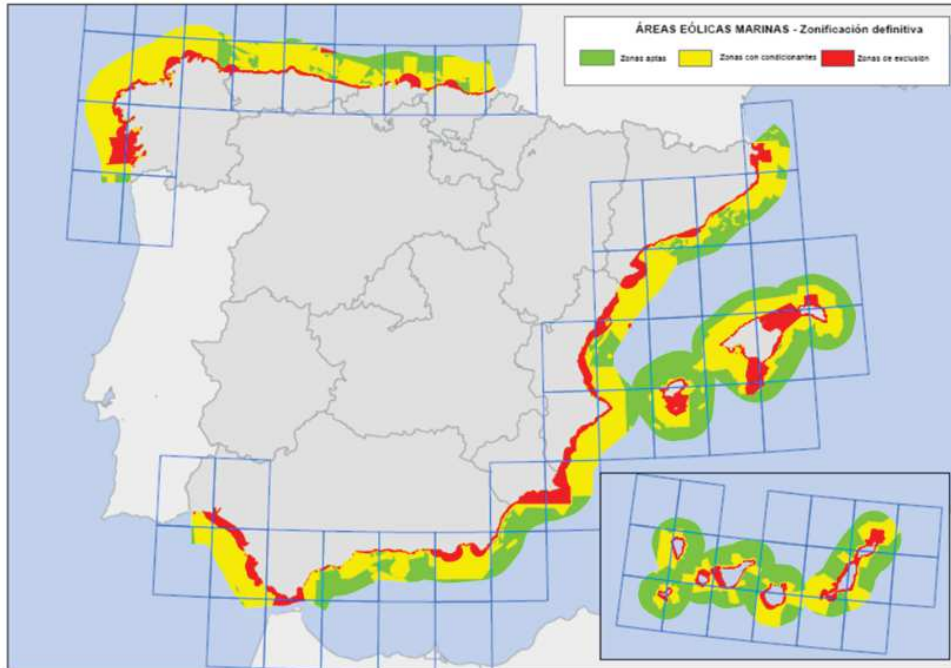 ÁREAS EÓLICAS MARINAS - Zonificación definitiva
Zonas aptas
Zonas con condicionantes
Zonas de exclusión